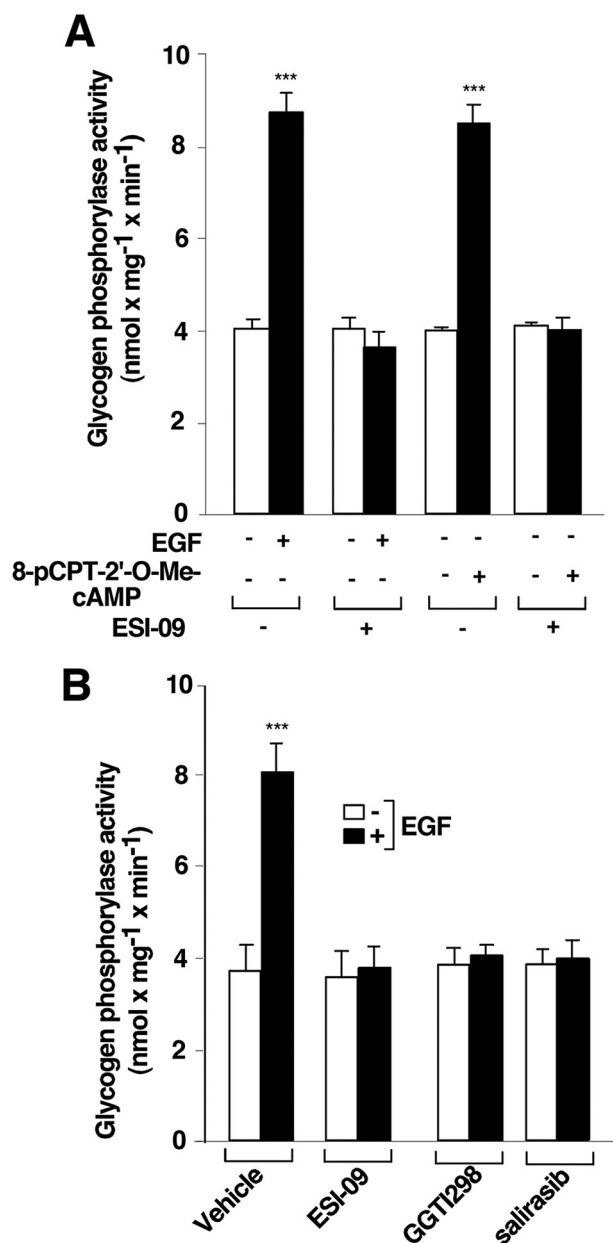 A
Glycogen phosphorylase activity
(nmol x mg⁻¹ x min⁻¹)
10
8
6
4
2
0
***
***
EGF - + - + - - - -
8-pCPT-2'-O-Me-
cAMP - - - - - + - +
ESI-09 - + - +
B
Glycogen phosphorylase activity
(nmol x mg⁻¹ x min⁻¹)
10
8
6
4
2
0
***
-
+
EGF
Vehicle
ESI-09
GGTI298
salirasib